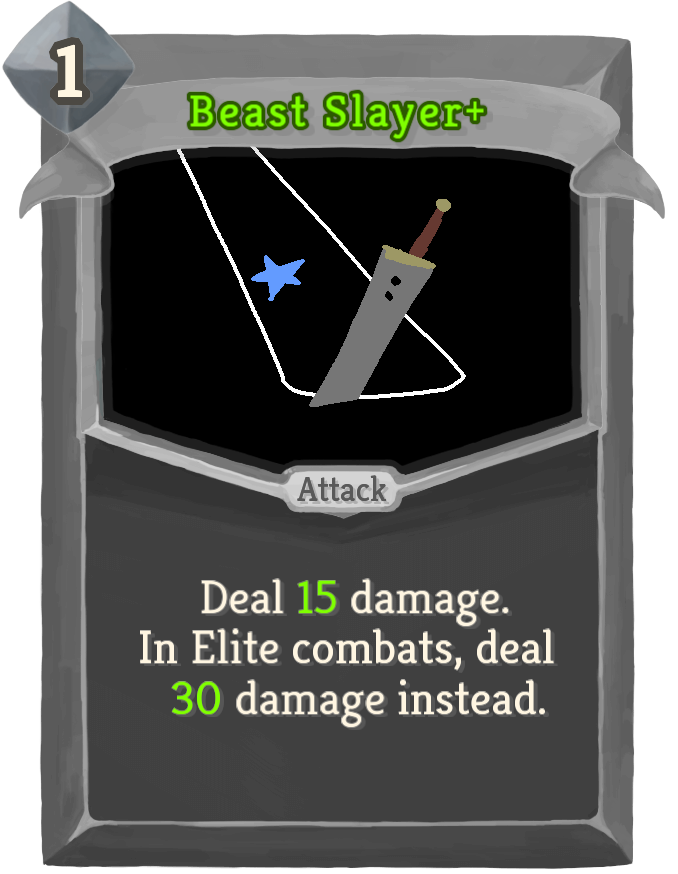 1
Beast Slayer+
Attack
Deal 15 damage.
In Elite combats, deal
30 damage instead.